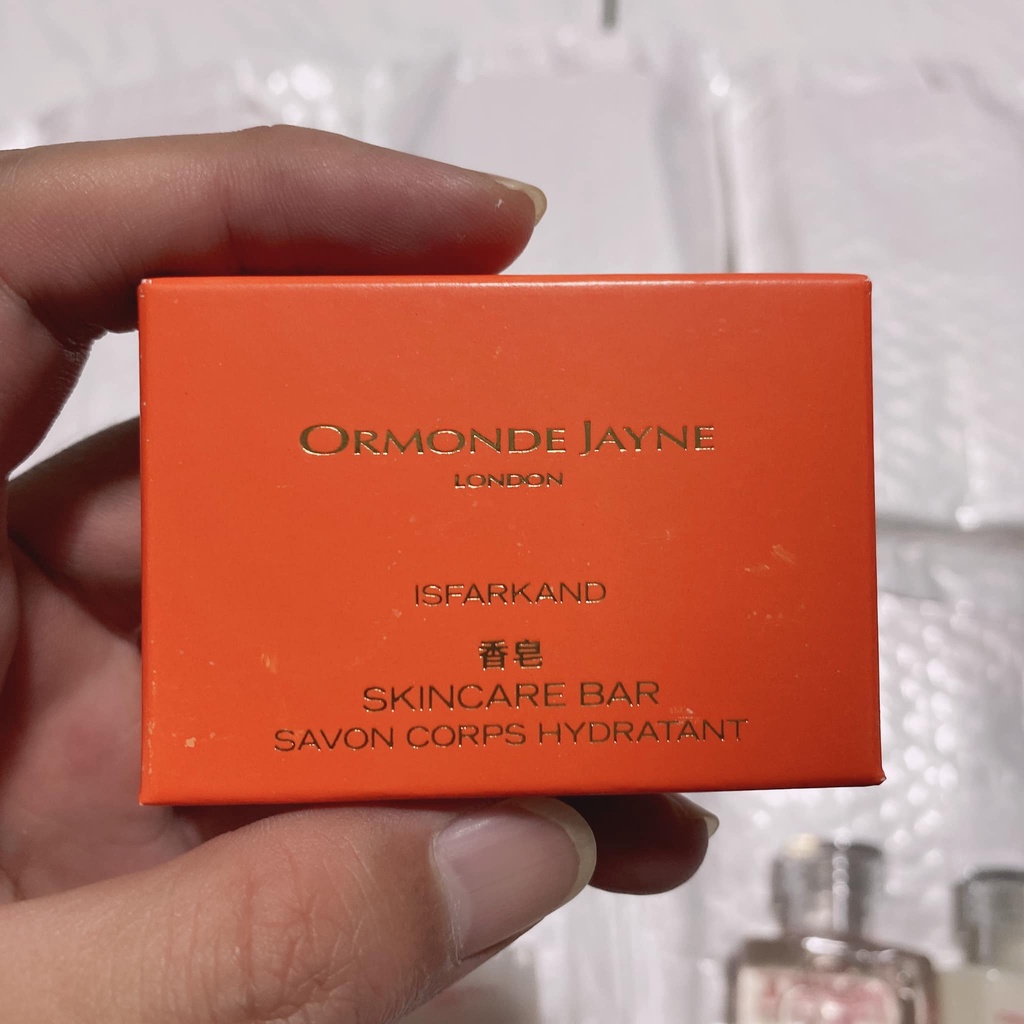 ORMONDE JAYNE
LONDON
ISFARKAND
香皂
SKINCARE BAR
SAVON CORPS HYDRATANT